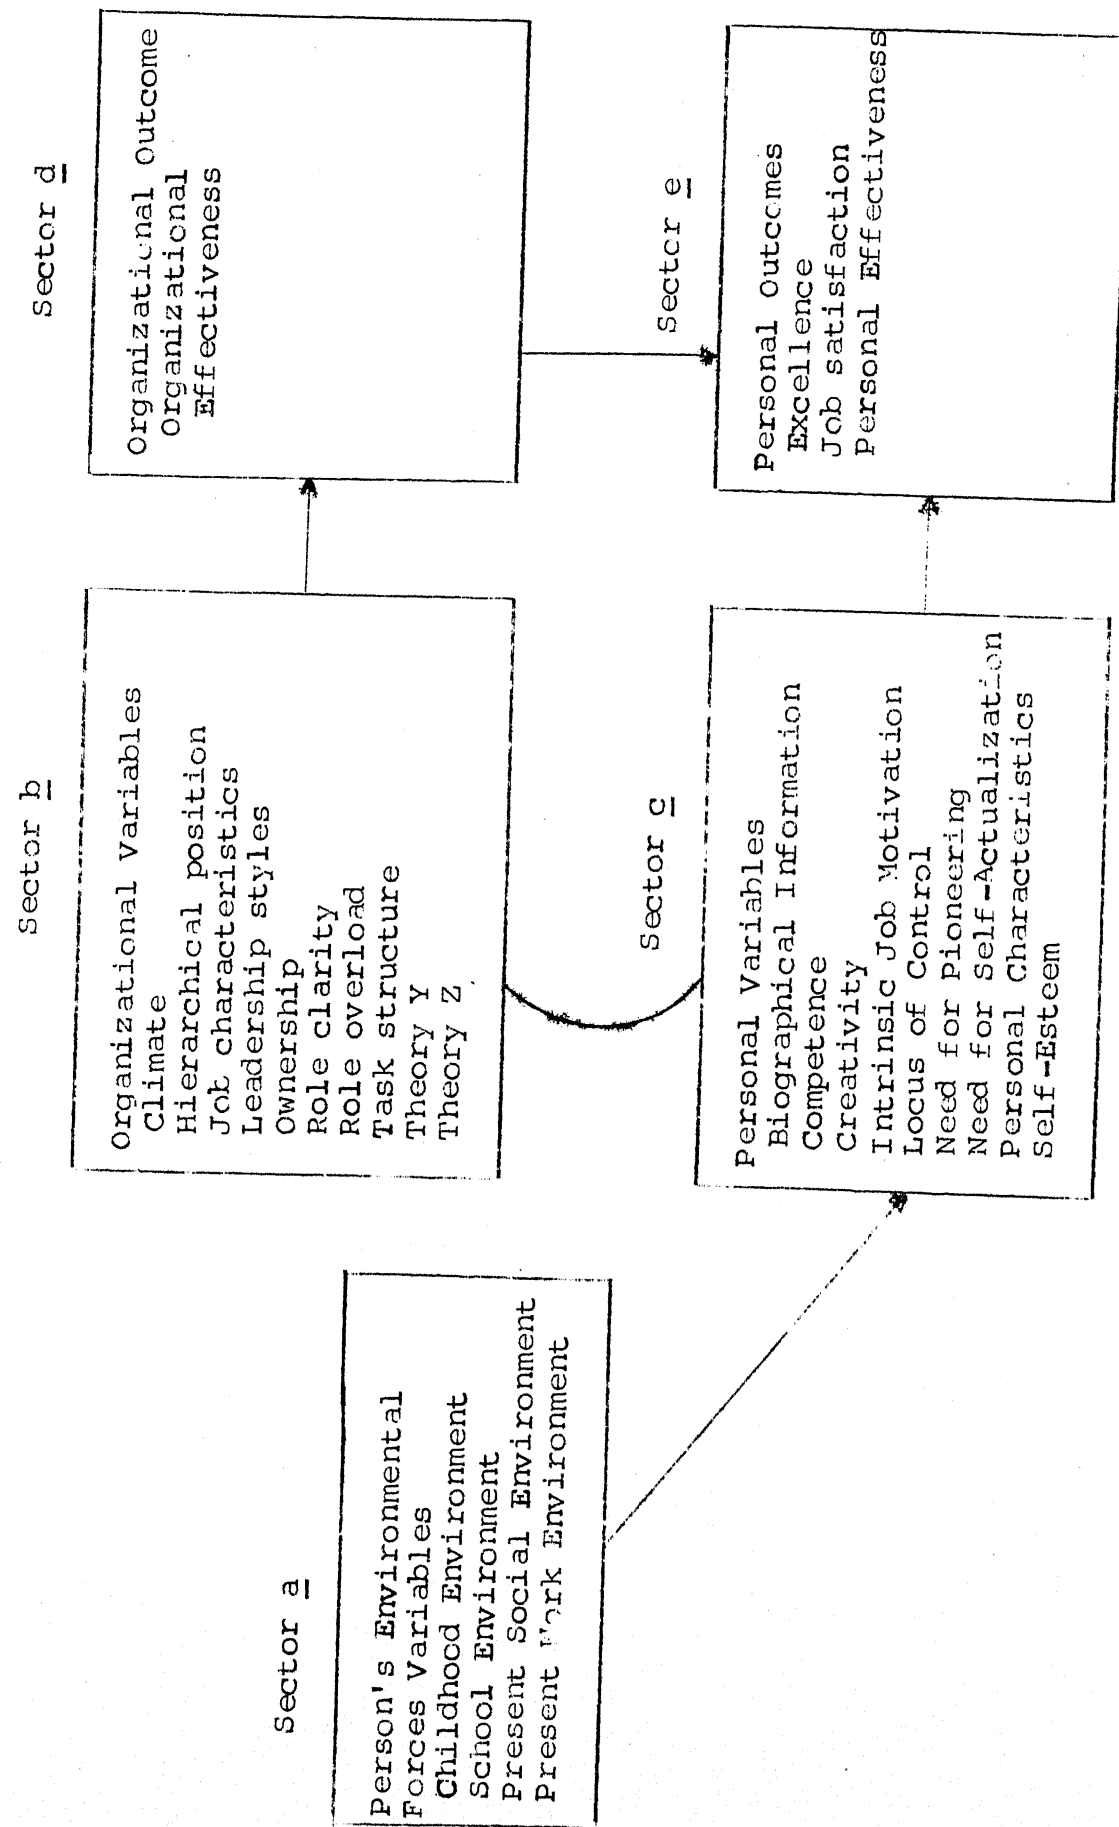 Sector a
Person's Environmental
Forces Variables
Childhood Environment
School Environment
Present Social Environment
Present Work Environment
Sector b
Organizational Variables
Climate
Hierarchical position
Job characteristics
Leadership styles
Ownership
Role clarity
Role overload
Task structure
Theory Y
Theory Z
Sector c
Personal Variables
Biographical Information
Competence
Creativity
Intrinsic Job Motivation
Locus of Control
Need for Pioneering
Need for Self-Actualization
Personal Characteristics
Self-Esteem
Sector d
Organizational Outcome
Organizational
Effectiveness
Sector e
Personal Outcomes
Excellence
Job satisfaction
Personal Effectiveness